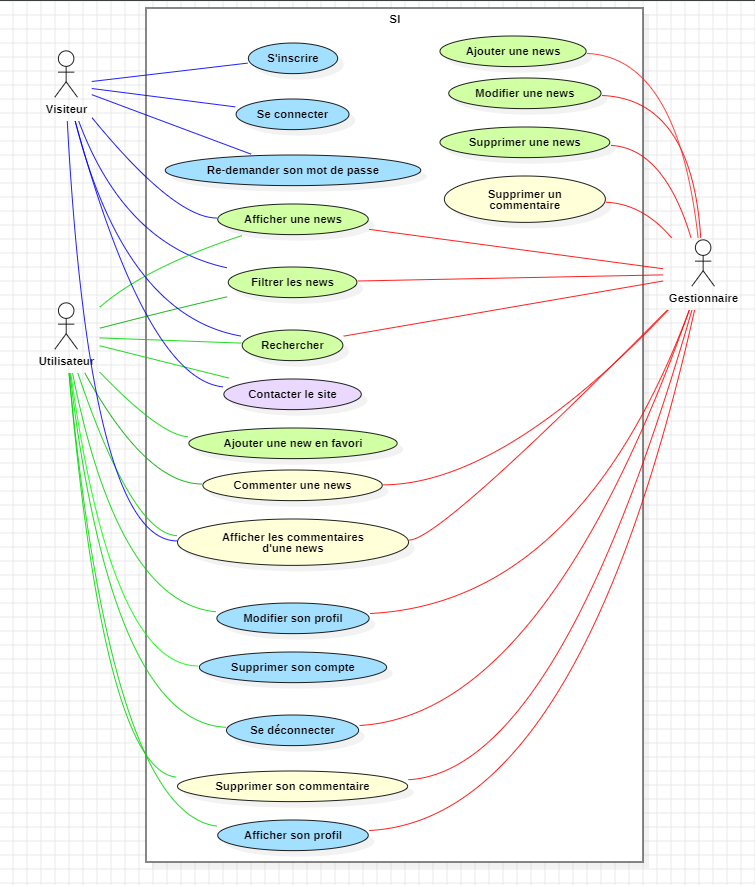 SI
S'inscrire
Ajouter une news
Modifier une news
Visiteur
Se connecter
Supprimer une news
Re-demander son mot de passe
Supprimer un
commentaire
Afficher une news
Filtrer les news
Gestionnaire
Rechercher
Utilisateur
Contacter le site
Ajouter une new en favori
Commenter une news
Afficher les commentaires
d'une news
Modifier son profil
Supprimer son compte
Se déconnecter
Supprimer son commentaire
Afficher son profil